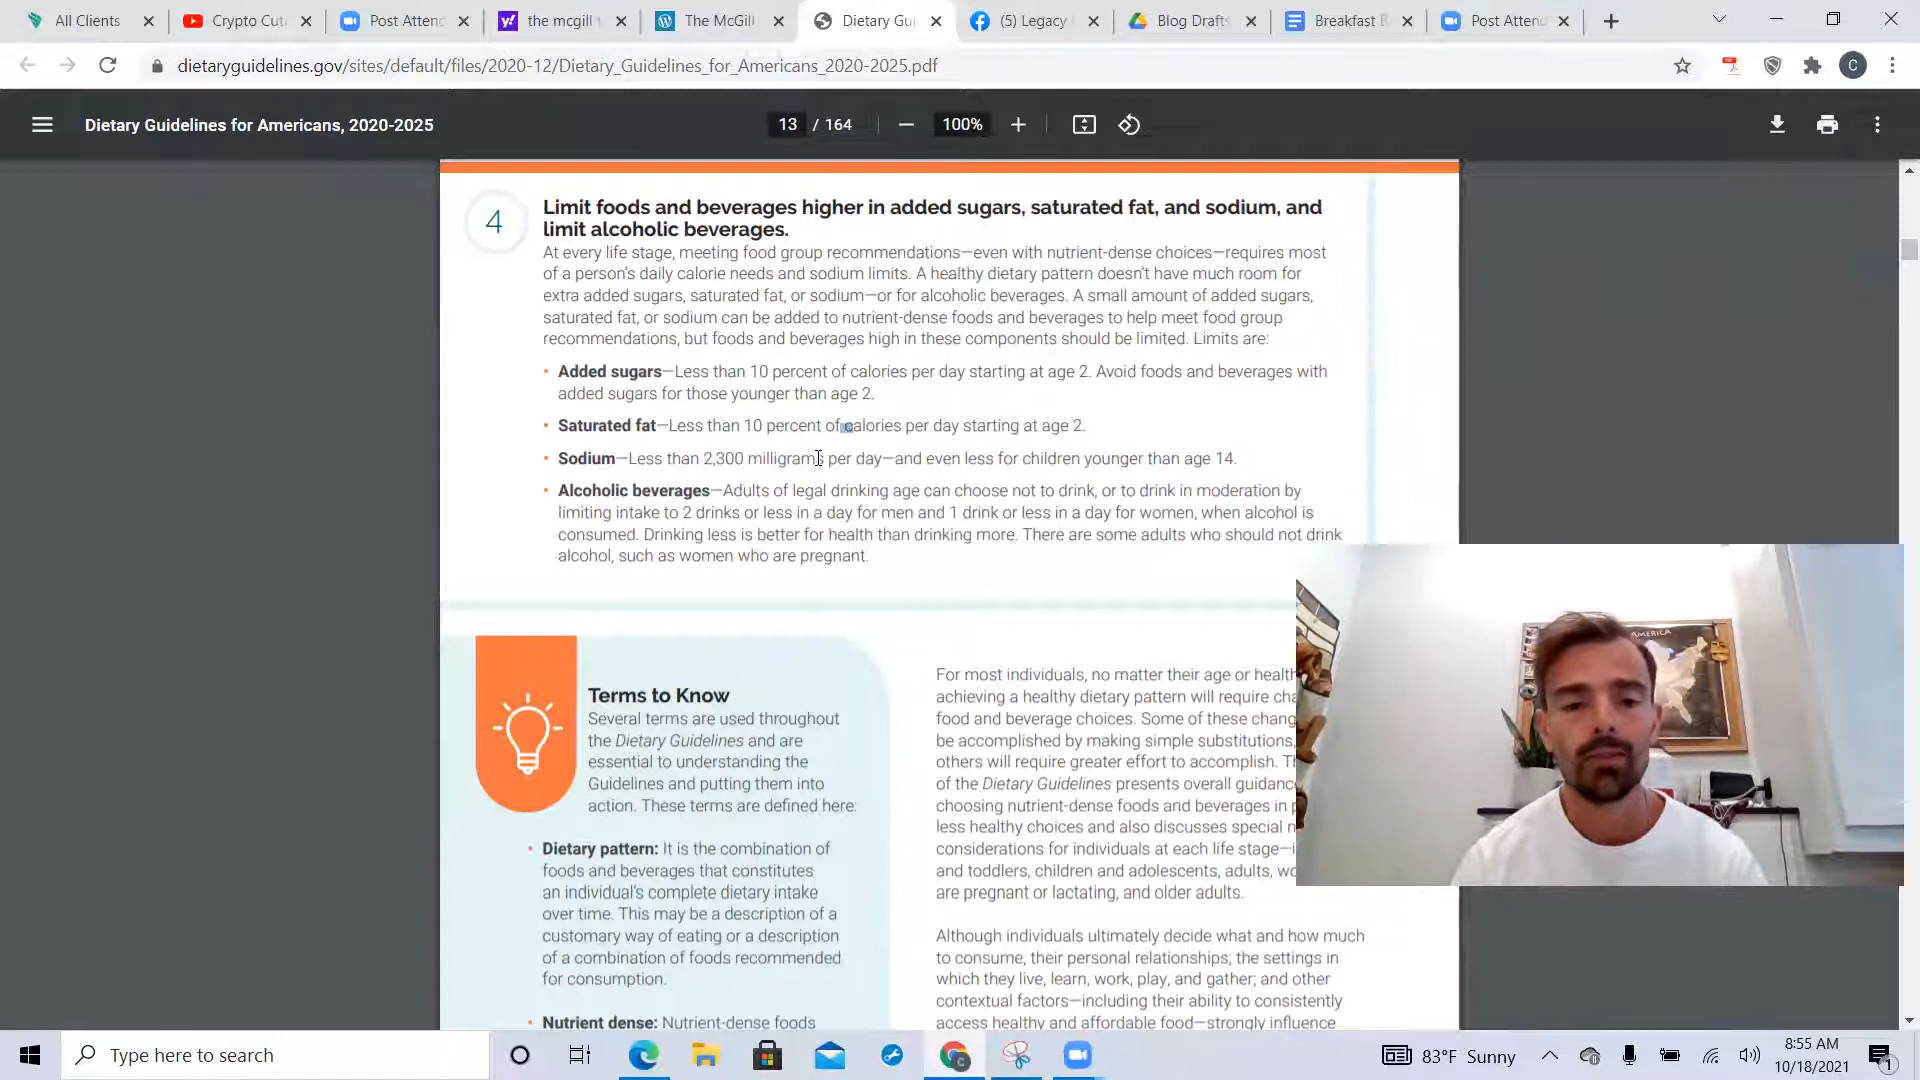 All Clients
Crypto Cu
Post Attend
the mcgill
The McGill
Dietary Gui
(5) Legacy
Blog Drafts
Breakfast
Post Attend
dietaryguidelines.gov/sites/default/files/2020-12/Dietary_Guidelines_for_Americans_2020-2025.pdf
C
Dietary Guidelines for Americans, 2020-2025
13 / 164
100%
4
Limit foods and beverages higher in added sugars, saturated fat, and sodium, and
limit alcoholic beverages.
At every life stage, meeting food group recommendations—even with nutrient-dense choices—requires most
of a person's daily calorie needs and sodium limits. A healthy dietary pattern doesn't have much room for
extra added sugars, saturated fat, or sodium—or for alcoholic beverages. A small amount of added sugars,
saturated fat, or sodium can be added to nutrient-dense foods and beverages to help meet food group
recommendations, but foods and beverages high in these components should be limited. Limits are:
• Added sugars—Less than 10 percent of calories per day starting at age 2. Avoid foods and beverages with
added sugars for those younger than age 2.
• Saturated fat—Less than 10 percent of calories per day starting at age 2.
• Sodium—Less than 2,300 milligrams per day—and even less for children younger than age 14.
• Alcoholic beverages—Adults of legal drinking age can choose not to drink, or to drink in moderation by
limiting intake to 2 drinks or less in a day for men and 1 drink or less in a day for women, when alcohol is
consumed. Drinking less is better for health than drinking more. There are some adults who should not drink
alcohol, such as women who are pregnant.
Terms to Know
Several terms are used throughout
the Dietary Guidelines and are
essential to understanding the
Guidelines and putting them into
action. These terms are defined here:
• Dietary pattern: It is the combination of
foods and beverages that constitutes
an individual's complete dietary intake
over time. This may be a description of a
customary way of eating or a description
of a combination of foods recommended
for consumption.
• Nutrient dense: Nutrient-dense foods
For most individuals, no matter their age or health
achieving a healthy dietary pattern will require cha
food and beverage choices. Some of these chang
be accomplished by making simple substitutions,
others will require greater effort to accomplish. Th
of the Dietary Guidelines presents overall guidanc
choosing nutrient-dense foods and beverages in p
less healthy choices and also discusses special n
considerations for individuals at each life stage—i
and toddlers, children and adolescents, adults, wo
are pregnant or lactating, and older adults.
Although individuals ultimately decide what and how much
to consume, their personal relationships; the settings in
which they live, learn, work, play, and gather; and other
contextual factors—including their ability to consistently
access healthy and affordable food—strongly influence
AMERICA
Type here to search
83°F Sunny
8:55 AM
10/18/2021
1